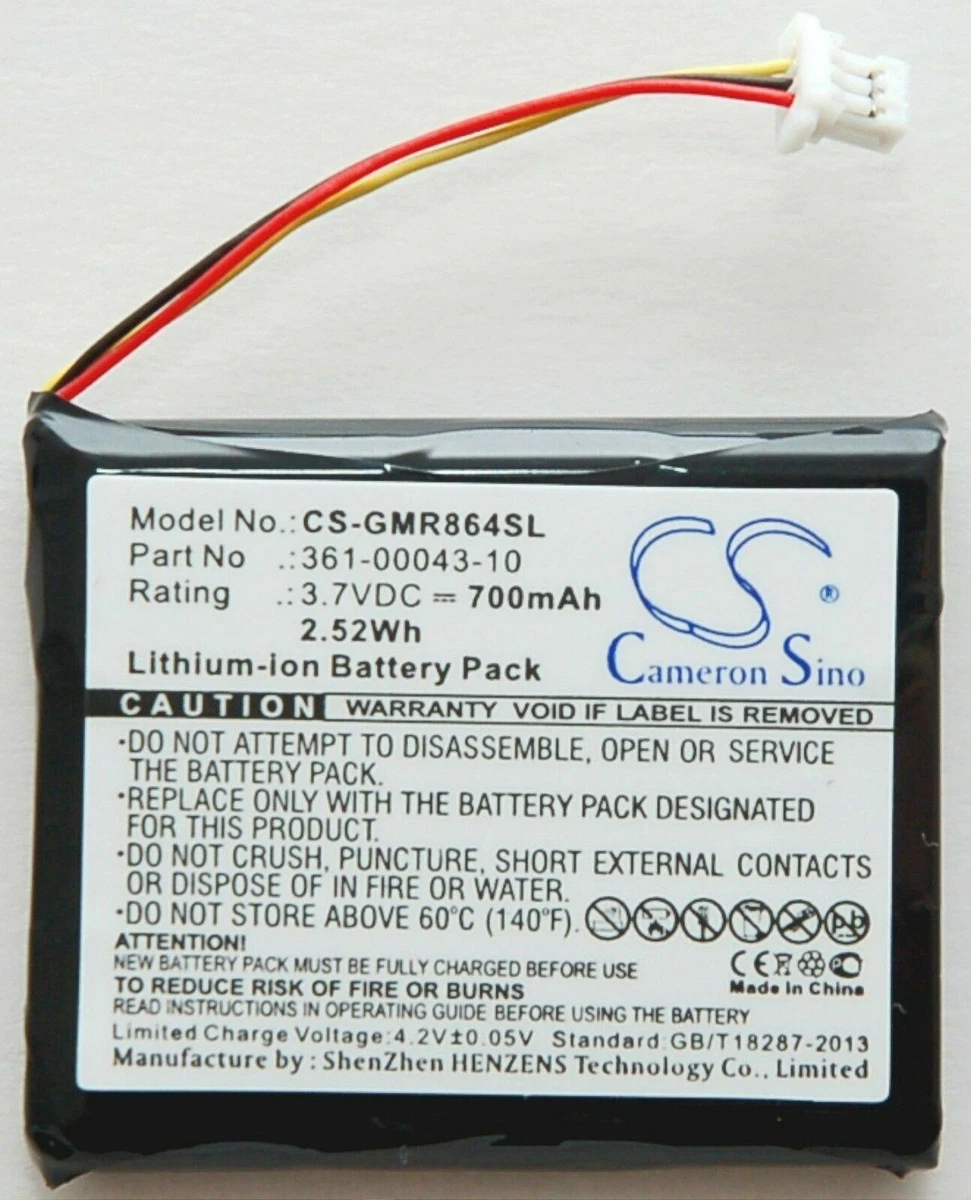 Model No.: CS-GMR864SL
Part No .: 361-00043-10
Rating .: 3.7VDC ⎓ 700mAh
2.52Wh
Lithium-ion Battery Pack
CS ®
Cameron Sino
CAUTION WARRANTY VOID IF LABEL IS REMOVED
·DO NOT ATTEMPT TO DISASSEMBLE, OPEN OR SERVICE
THE BATTERY PACK.
·REPLACE ONLY WITH THE BATTERY PACK DESIGNATED
FOR THIS PRODUCT.
·DO NOT CRUSH, PUNCTURE, SHORT EXTERNAL CONTACTS
OR DISPOSE OF IN FIRE OR WATER.
·DO NOT STORE ABOVE 60°C (140°F). Pb
ATTENTION!
NEW BATTERY PACK MUST BE FULLY CHARGED BEFORE USE
TO REDUCE RISK OF FIRE OR BURNS
READ INSTRUCTIONS IN OPERATING GUIDE BEFORE USING THE BATTERY
CE
Made In China
Limited Charge Voltage:4.2V±0.05V Standard:GB/T18287-2013
Manufacture by : ShenZhen HENZENS Technology Co., Limited